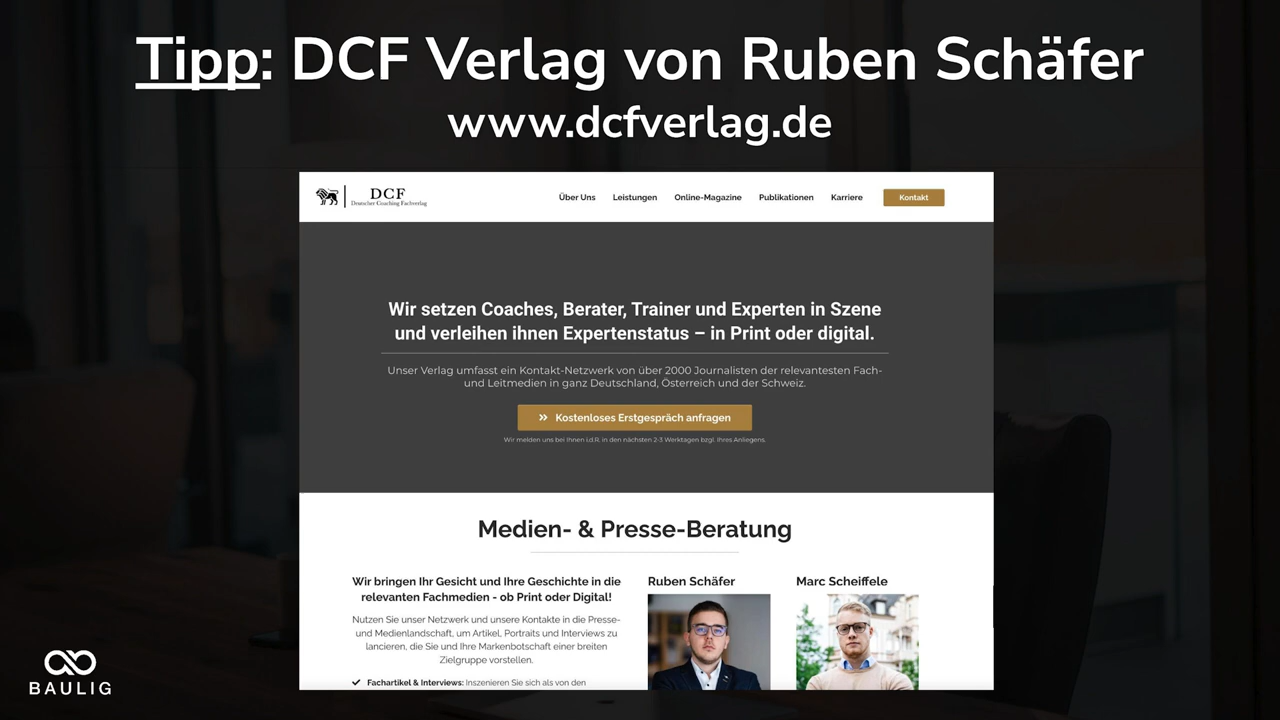 Tipp: DCF Verlag von Ruben Schäfer
www.dcfverlag.de
DCF
Deutscher Coaching Fachverlag
Über Uns Leistungen Online-Magazine Publikationen Karriere Kontakt
Wir setzen Coaches, Berater, Trainer und Experten in Szene
und verleihen ihnen Expertenstatus – in Print oder digital.
Unser Verlag umfasst ein Kontakt-Netzwerk von über 2000 Journalisten der relevantesten Fach-
und Leitmedien in ganz Deutschland, Österreich und der Schweiz.
Kostenloses Erstgespräch anfragen
Wir melden uns bei Ihnen i.d.R. in den nächsten 2-3 Werktagen bzgl. Ihres Anliegens.
Medien- & Presse-Beratung
Wir bringen Ihr Gesicht und Ihre Geschichte in die
relevanten Fachmedien - ob Print oder Digital!
Nutzen Sie unser Netzwerk und unsere Kontakte in die Presse-
und Medienlandschaft, um Artikel, Portraits und Interviews zu
lancieren, die Sie und Ihre Markenbotschaft einer breiten
Zielgruppe vorstellen.
Fachartikel & Interviews: Inszenieren Sie sich als von den
Ruben Schäfer
Marc Scheiffele
BAULIG